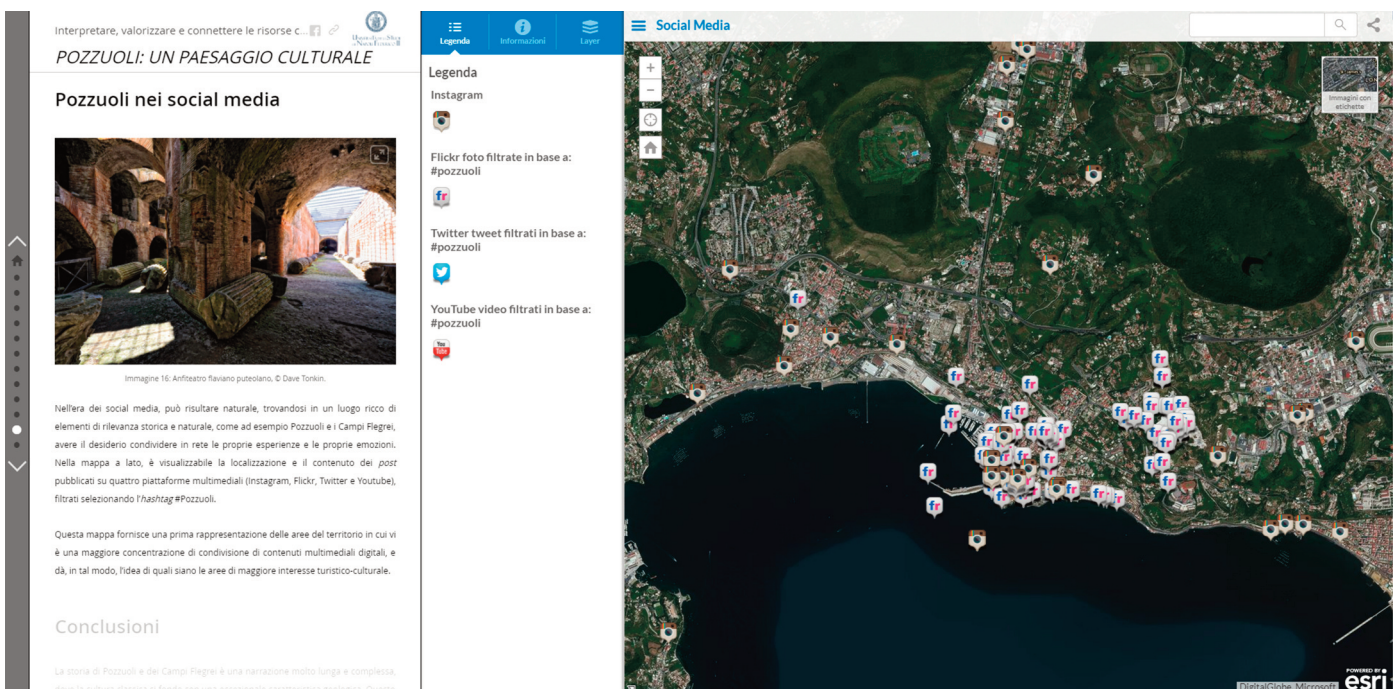 Interpretare, valorizzare e connettere le risorse c...
POZZUOLI: UN PAESAGGIO CULTURALE
Pozzuoli nei social media
Immagine 16: Anfiteatro flaviano puteolano, © Dave Tonkin.
Nell'era dei social media, può risultare naturale, trovandosi in un luogo ricco di
elementi di rilevanza storica e naturale, come ad esempio Pozzuoli e i Campi Flegrei,
avere il desiderio condividere in rete le proprie esperienze e le proprie emozioni.
Nella mappa a lato, è visualizzabile la localizzazione e il contenuto dei post
pubblicati su quattro piattaforme multimediali (Instagram, Flickr, Twitter e Youtube),
filtrati selezionando l'hashtag #Pozzuoli.
Questa mappa fornisce una prima rappresentazione delle aree del territorio in cui vi
è una maggiore concentrazione di condivisione di contenuti multimediali digitali, e
dà, in tal modo, l'idea di quali siano le aree di maggiore interesse turistico-culturale.
Conclusioni
La storia di Pozzuoli e dei Campi Flegrei è una narrazione molto lunga e complessa,
Legenda
Informazioni
Layer
Legenda
Instagram
Flickr foto filtrate in base a:
#pozzuoli
fr
Twitter tweet filtrati in base a:
#pozzuoli
YouTube video filtrati in base a:
#pozzuoli
You
Tube
Social Media
Immagini con
etichette
POWERED BY
esri
DigitalGlobe, Microsoft